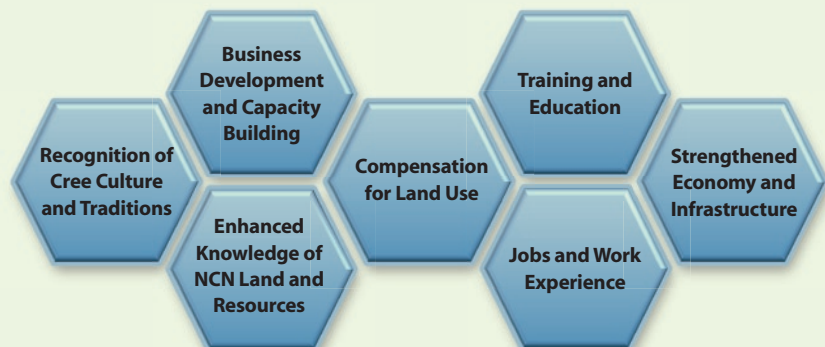 Business
Development
and Capacity
Building
Training and
Education
Recognition of
Cree Culture
and Traditions
Compensation
for Land Use
Strengthened
Economy and
Infrastructure
Enhanced
Knowledge of
NCN Land and
Resources
Jobs and Work
Experience